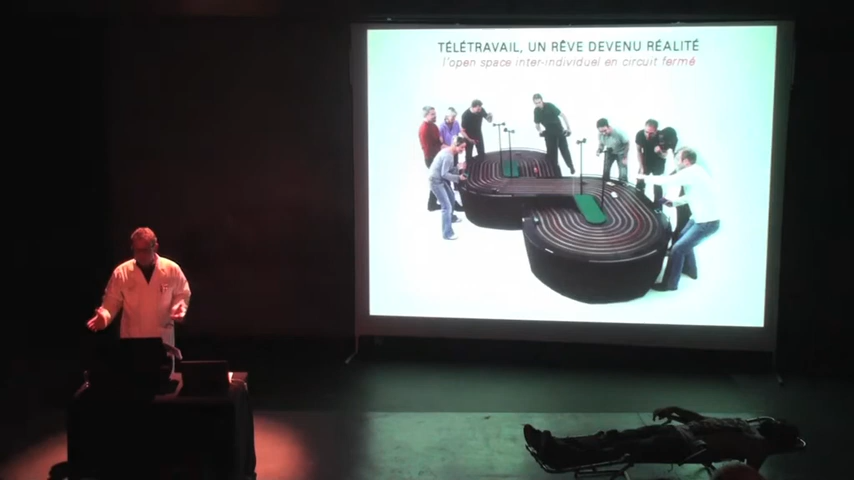 TÉLÉTRAVAIL, UN RÊVE DEVENU RÉALITÉ
l'open space inter-individuel en circuit fermé